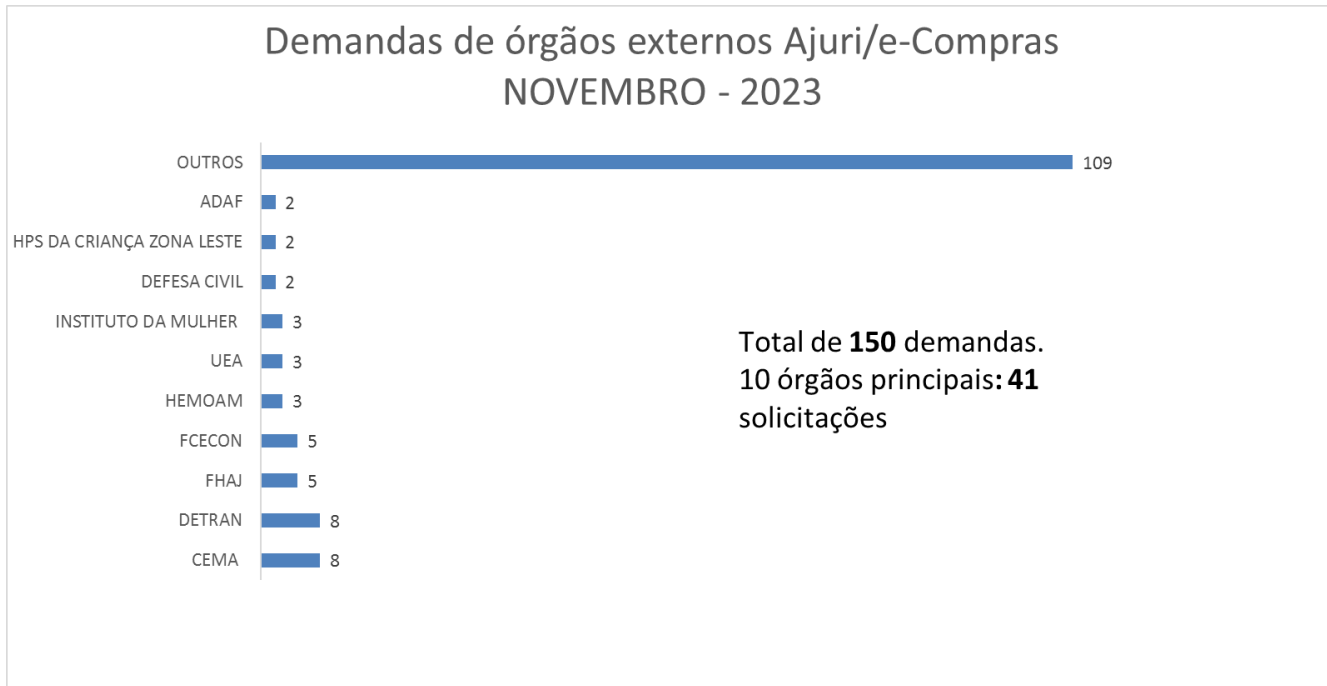 Demandas de órgãos externos Ajuri/e-Compras
NOVEMBRO - 2023
OUTROS 109
ADAF 2
HPS DA CRIANÇA ZONA LESTE 2
DEFESA CIVIL 2
INSTITUTO DA MULHER 3
UEA 3
HEMOAM 3
FCECON 5
FHAJ 5
DETRAN 8
CEMA 8
Total de 150 demandas.
10 órgãos principais: 41
solicitações